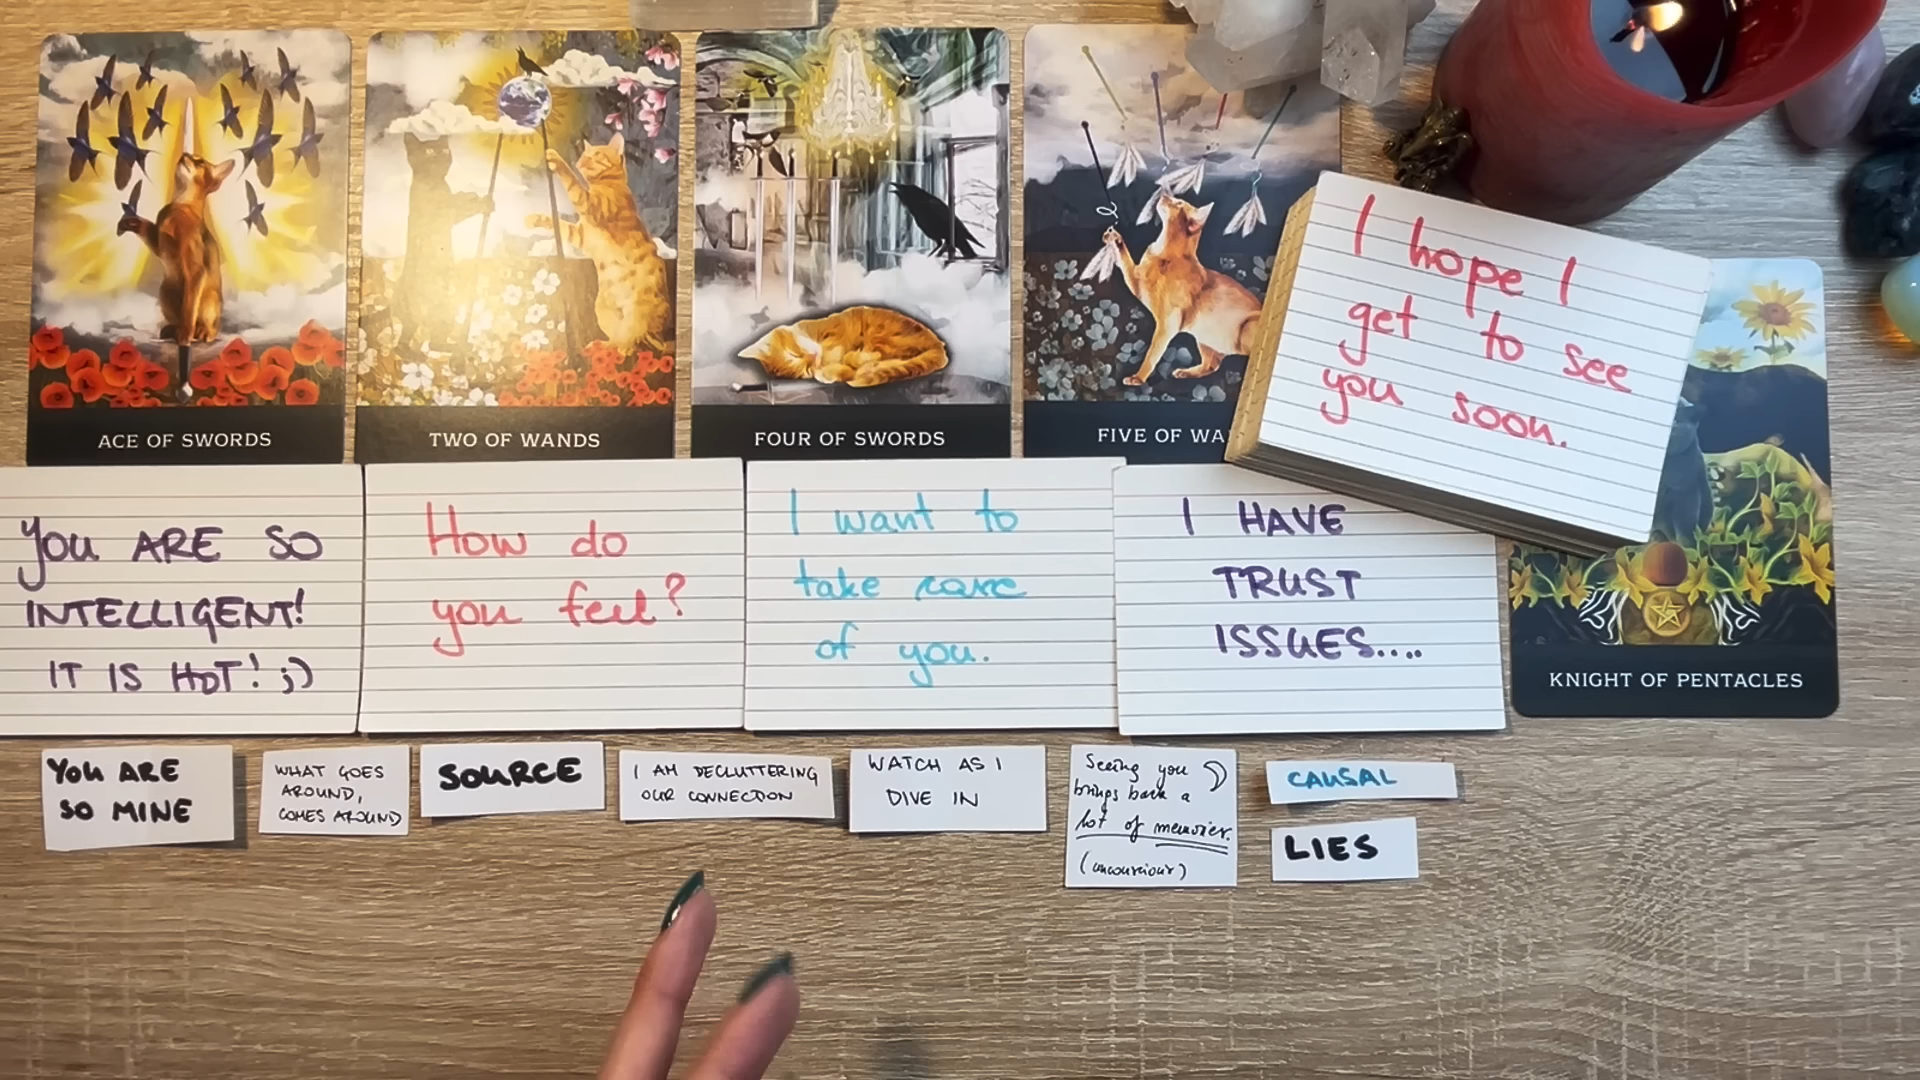 ACE OF SWORDS
TWO OF WANDS
FOUR OF SWORDS
FIVE OF WA
I hope I
get to see
you soon.
KNIGHT OF PENTACLES
You ARE SO
INTELLIGENT!
IT IS HOT! ;)
How do
you feel?
I want to
take care
of you.
I HAVE
TRUST
ISSUES....
YOU ARE
SO MINE
WHAT GOES
AROUND,
COMES AROUND
SOURCE
I AM DECLUTTERING
OUR CONNECTION
WATCH AS I
DIVE IN
Seeing you
brings back a
lot of memories.
(unconscious)
CAUSAL
LIES